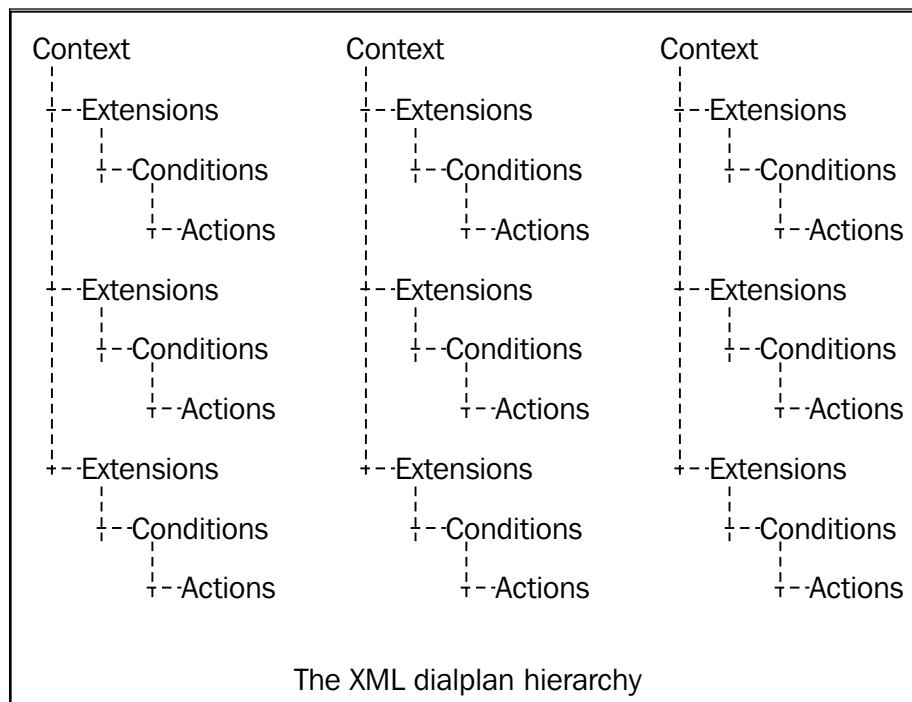 Context Context Context
Extensions Extensions Extensions
Conditions Conditions Conditions
Actions Actions Actions
Extensions Extensions Extensions
Conditions Conditions Conditions
Actions Actions Actions
Extensions Extensions Extensions
Conditions Conditions Conditions
Actions Actions Actions
The XML dialplan hierarchy